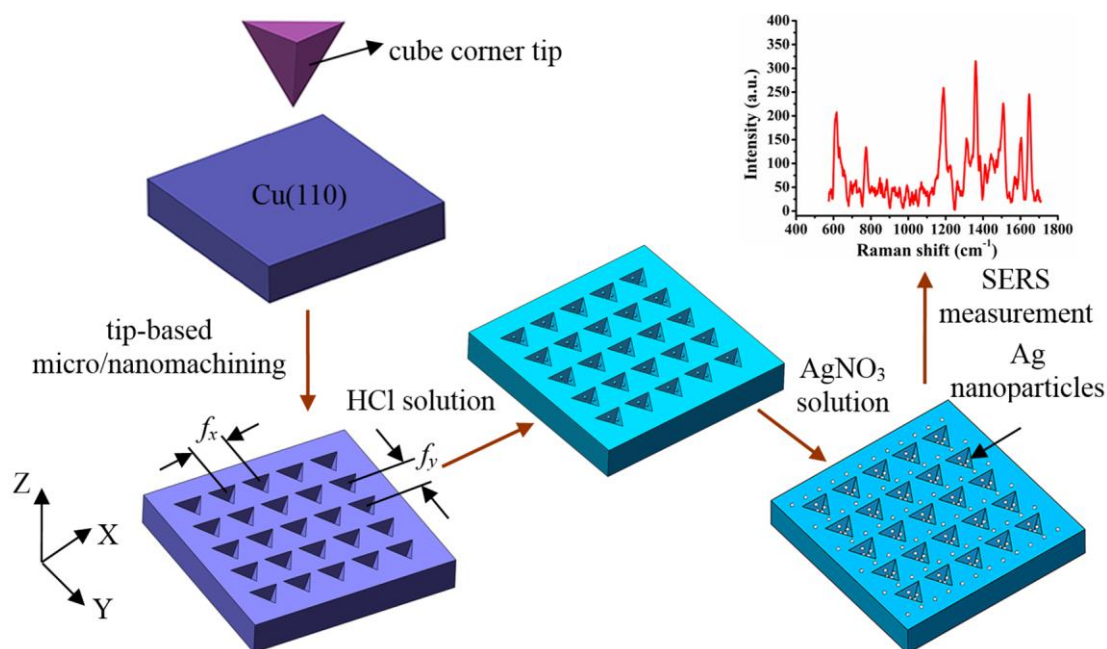 cube corner tip
Cu(110)
tip-based
micro/nanomachining
HCl solution
AgNO₃
solution
SERS
measurement
Ag
nanoparticles
fₓ
f_y
Z
X
Y
Intensity (a.u.)
400
350
300
250
200
150
100
50
0
400 600 800 1000 1200 1400 1600 1800
Raman shift (cm⁻¹)